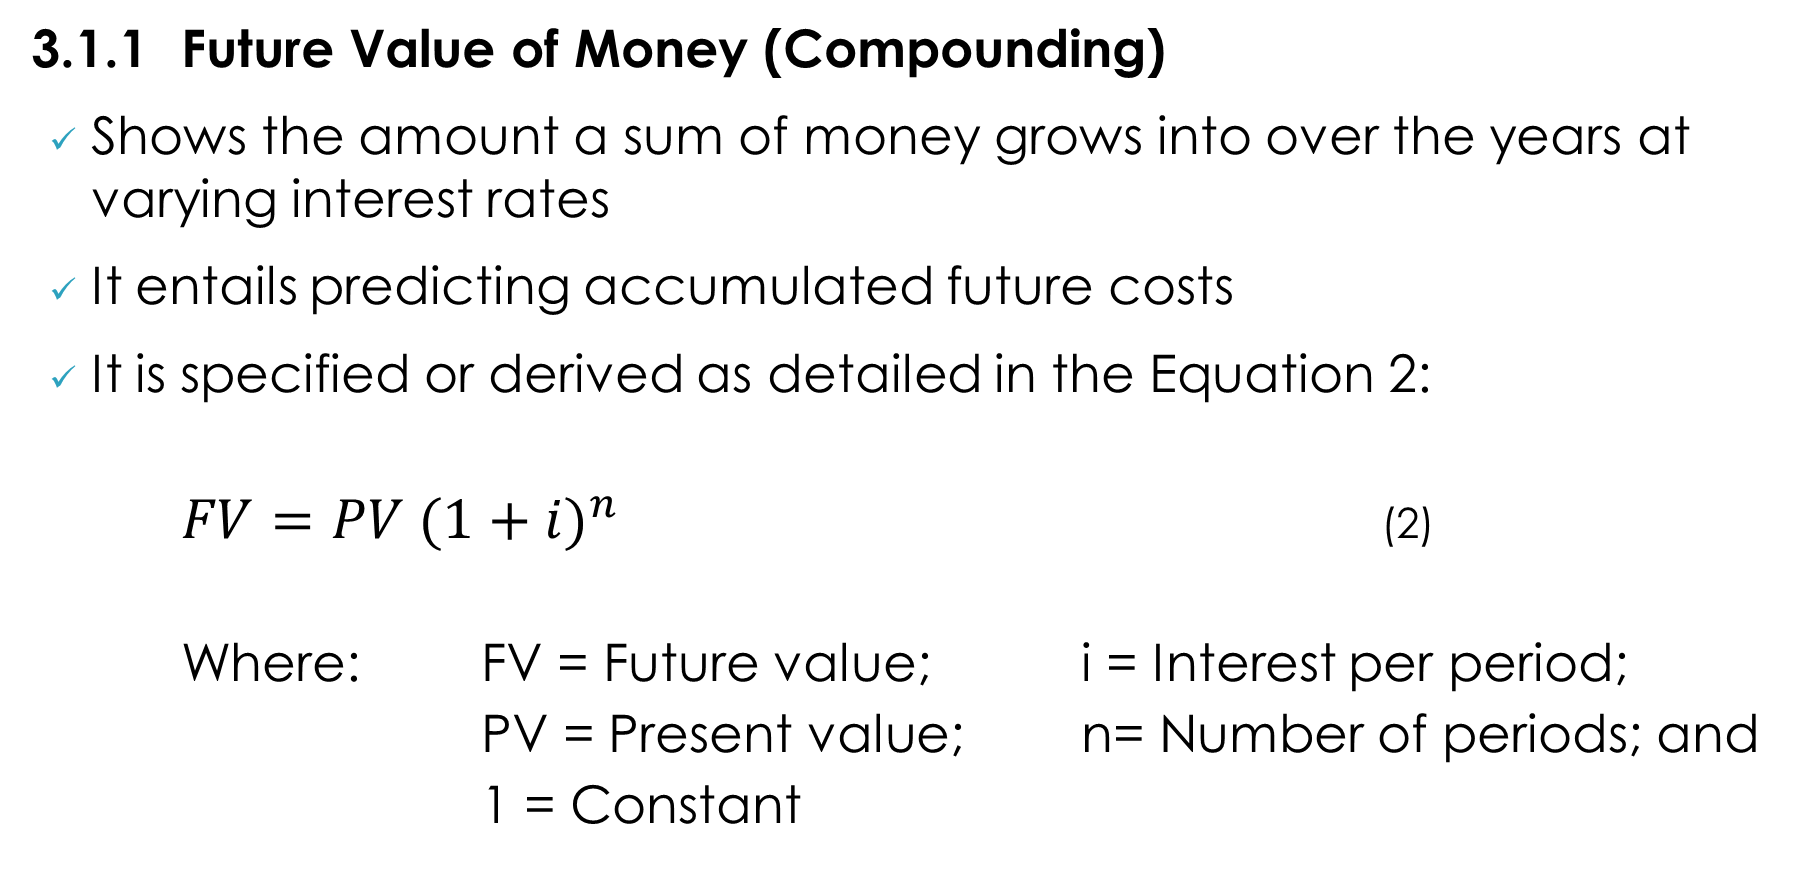 3.1.1 Future Value of Money (Compounding)
✓ Shows the amount a sum of money grows into over the years at
varying interest rates
✓ It entails predicting accumulated future costs
✓ It is specified or derived as detailed in the Equation 2:
FV = PV (1 + i)ⁿ (2)
Where: FV = Future value; i = Interest per period;
PV = Present value; n= Number of periods; and
1 = Constant